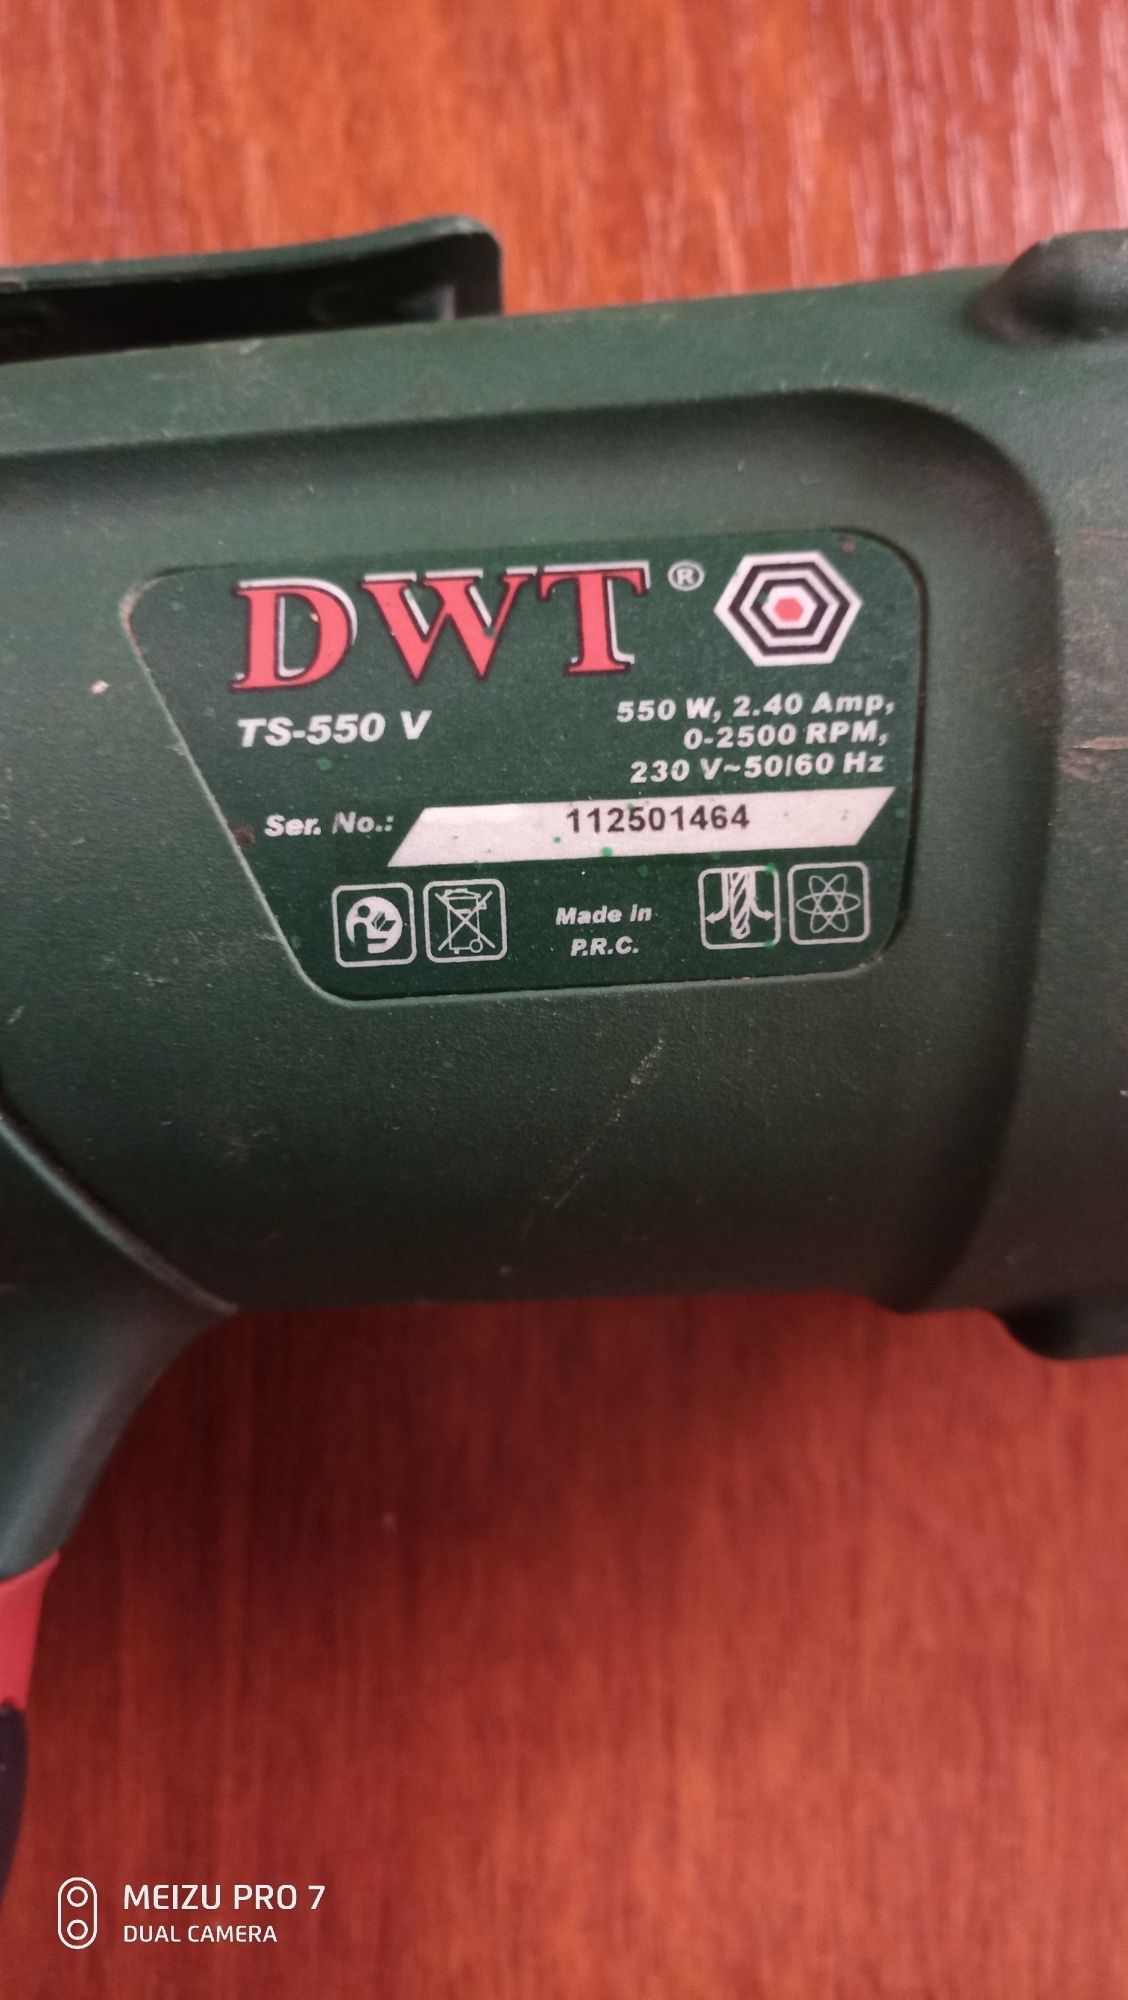 DWT®
TS-550 V
550 W, 2.40 Amp,
0-2500 RPM,
230 V~50/60 Hz
Ser. No.:
112501464
Made in
P.R.C.
MEIZU PRO 7
DUAL CAMERA